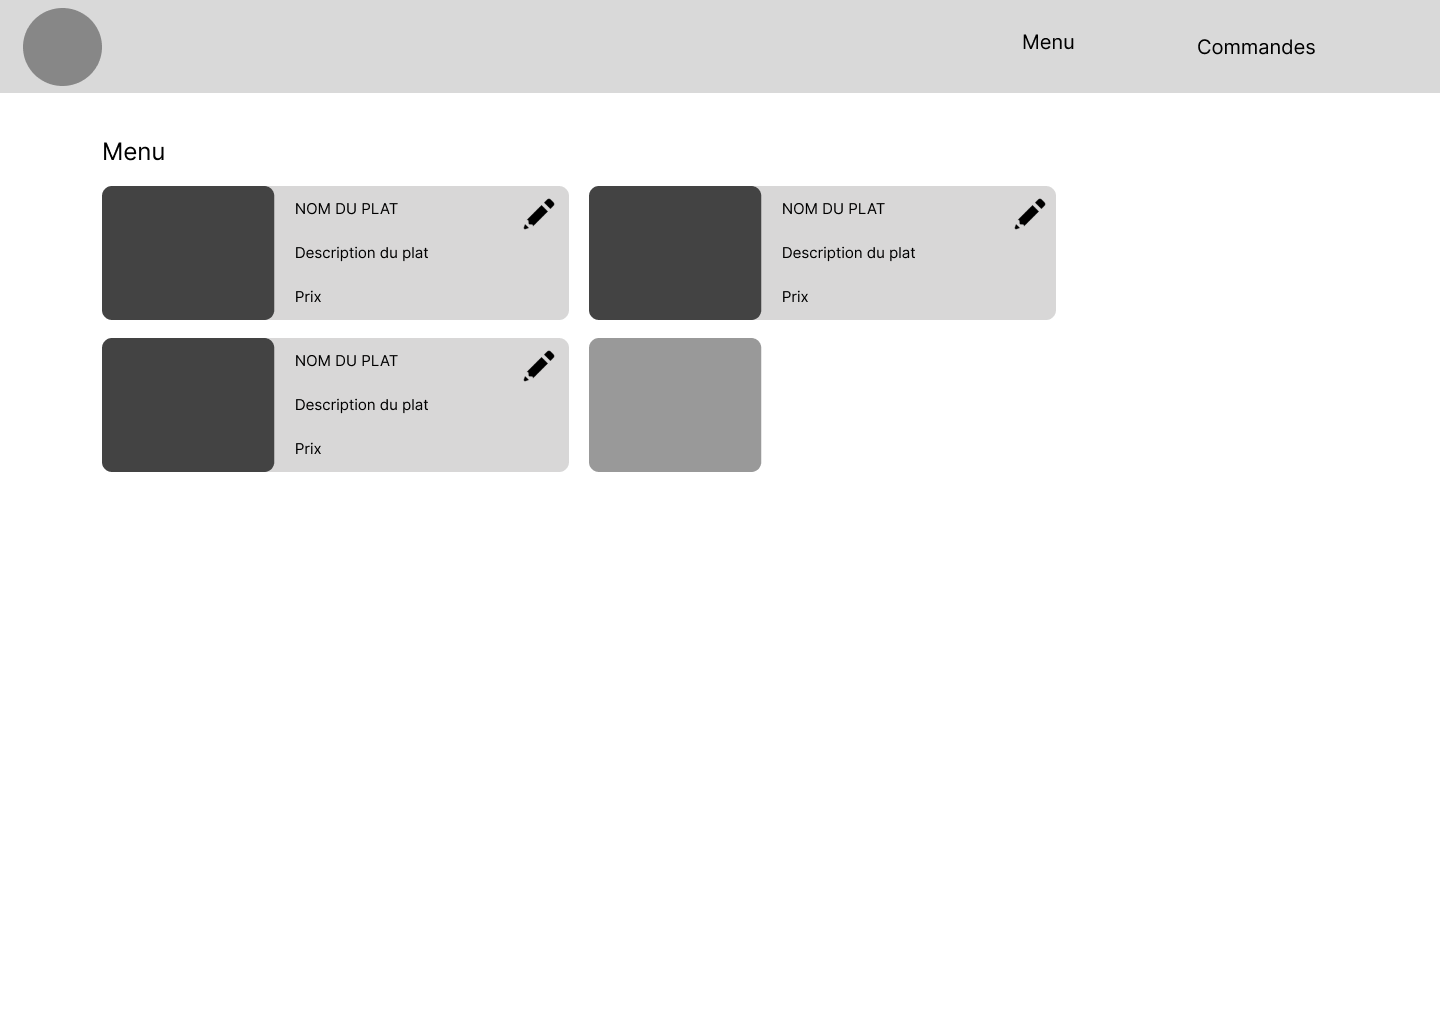 Menu
Commandes
Menu
NOM DU PLAT
Description du plat
Prix
NOM DU PLAT
Description du plat
Prix
NOM DU PLAT
Description du plat
Prix